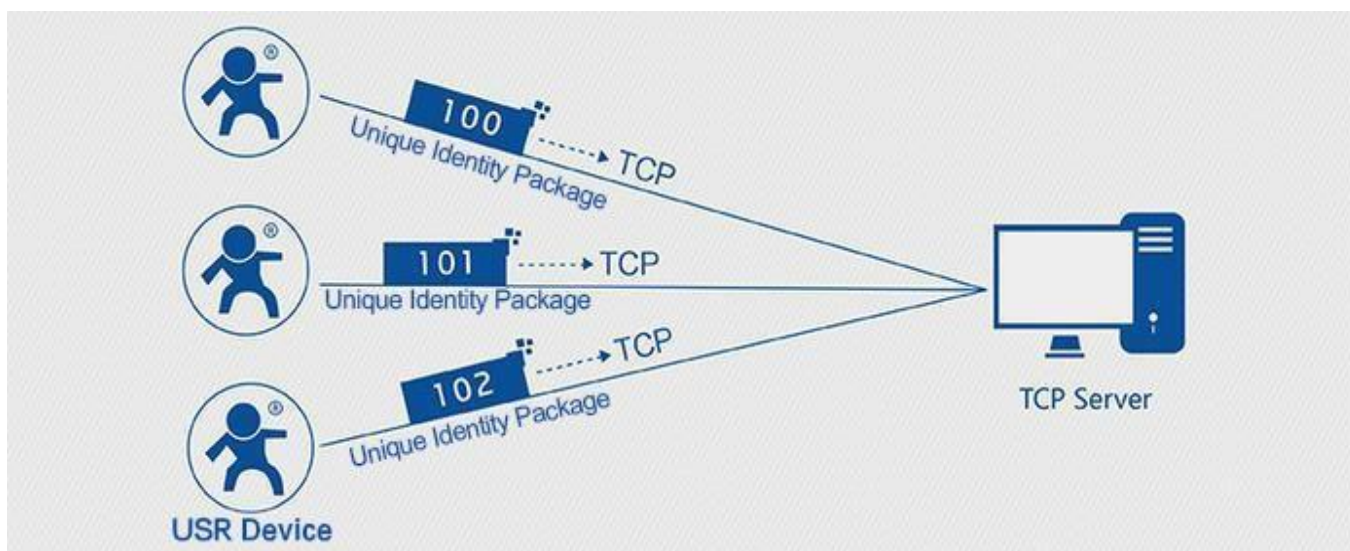 ®
100
Unique Identity Package
TCP
®
101
Unique Identity Package
TCP
®
102
Unique Identity Package
TCP
USR Device
TCP Server